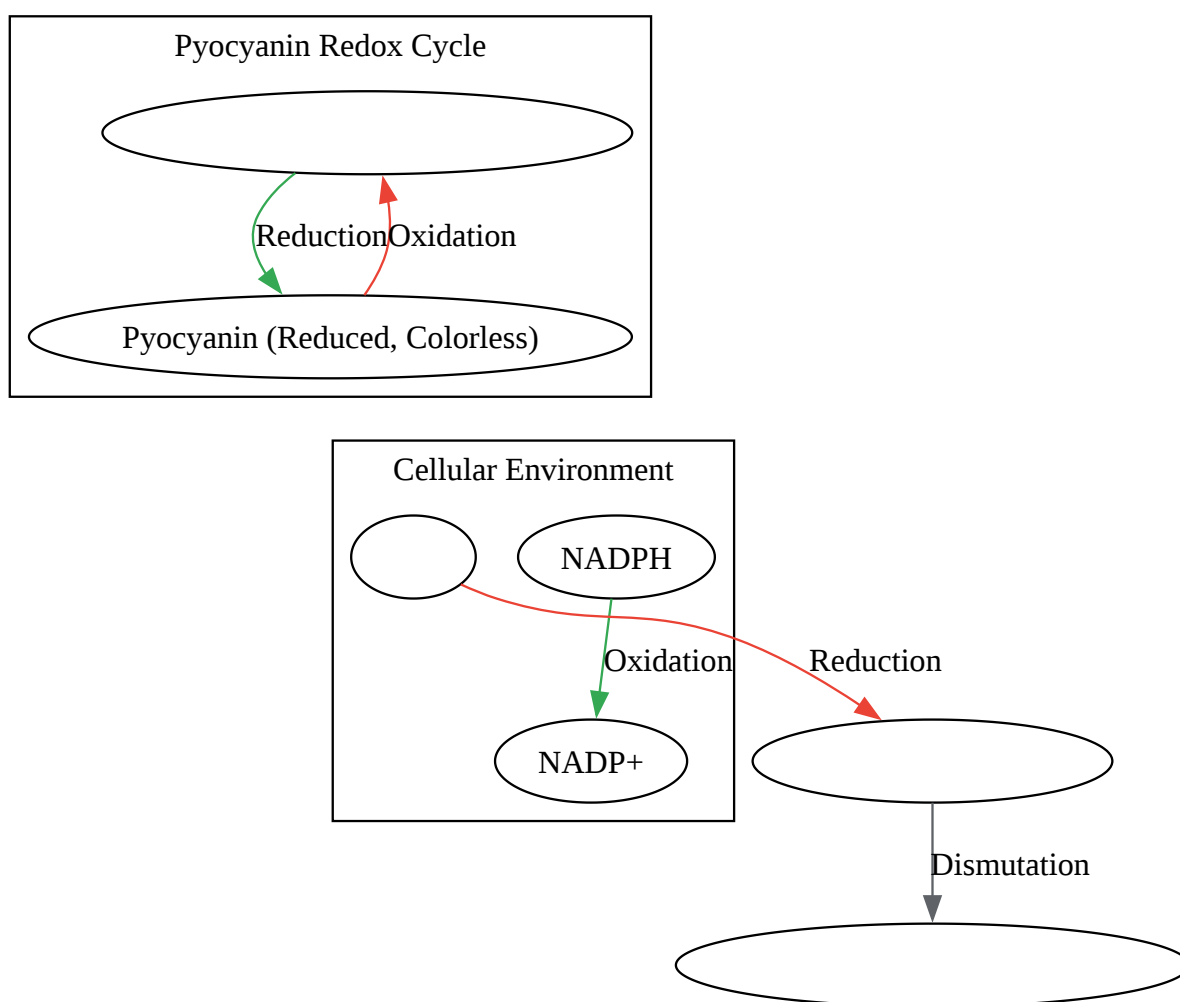 Pyocyanin Redox Cycle
Reduction
Oxidation
Pyocyanin (Reduced, Colorless)
Cellular Environment
NADPH
Oxidation
Reduction
NADP+
Dismutation